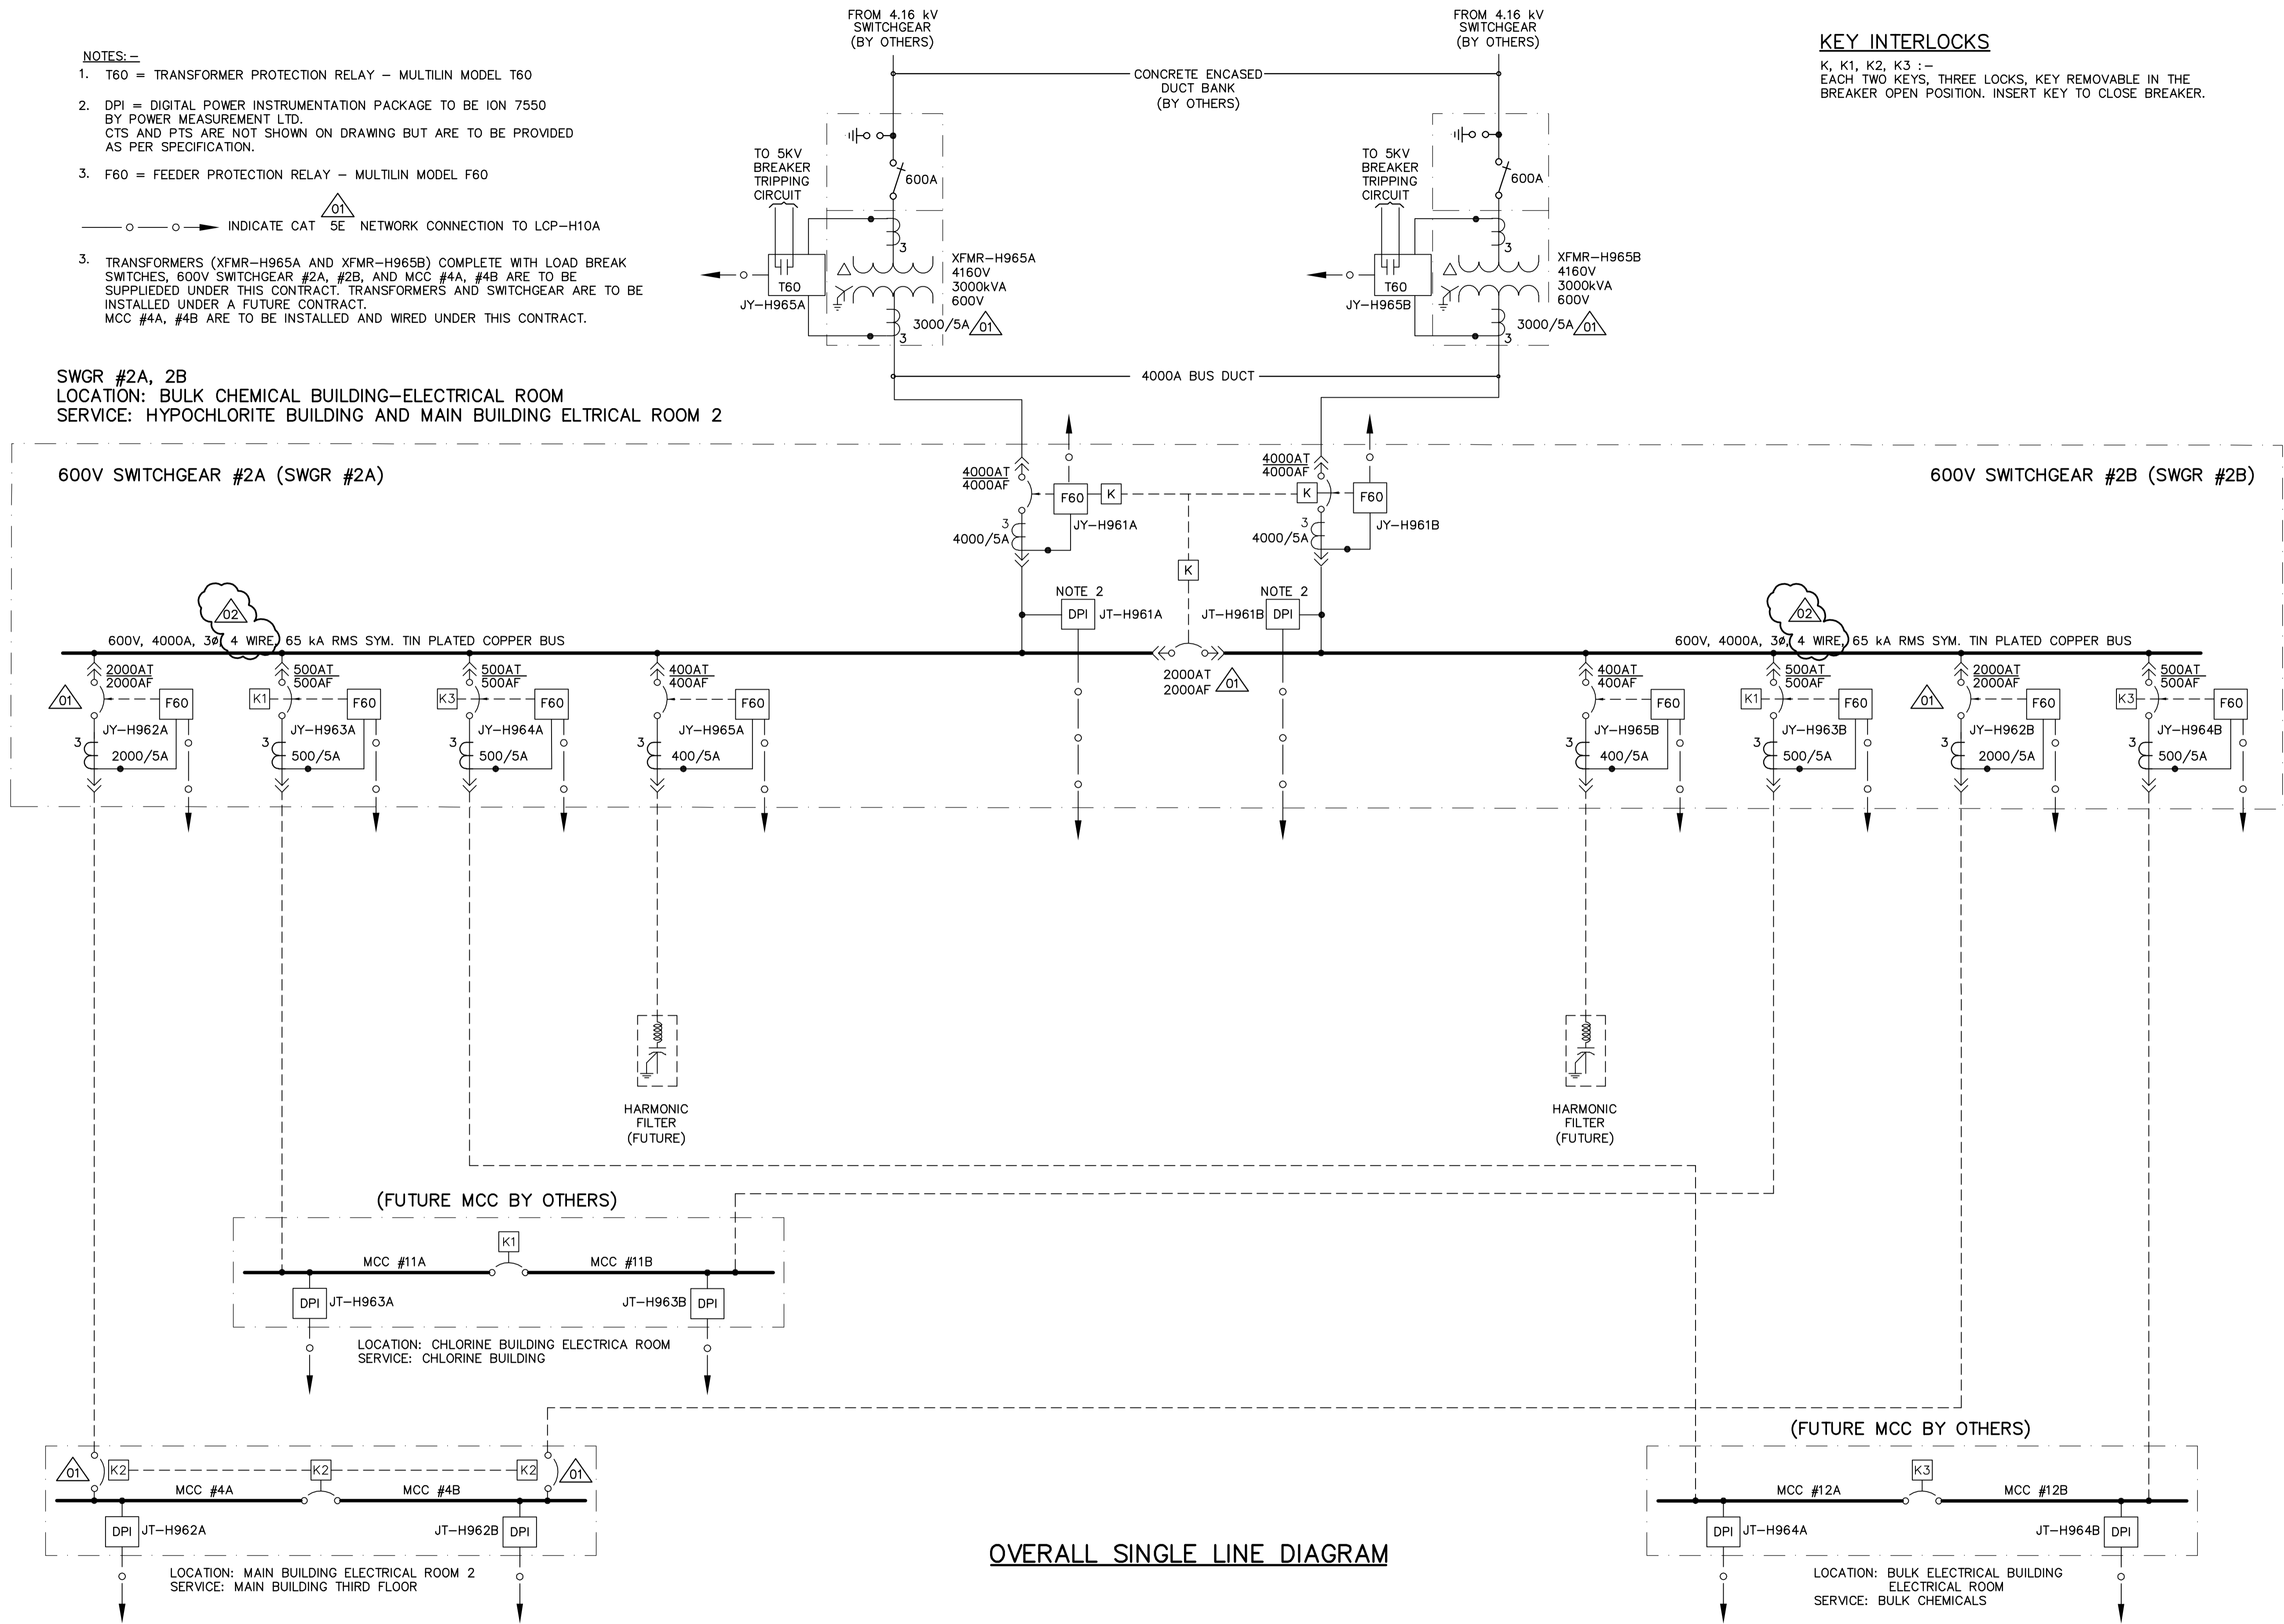 NOTES:-
1. T60 = TRANSFORMER PROTECTION RELAY - MULTILIN MODEL T60
2. DPI = DIGITAL POWER INSTRUMENTATION PACKAGE TO BE ION 7550
BY POWER MEASUREMENT LTD.
CTS AND PTS ARE NOT SHOWN ON DRAWING BUT ARE TO BE PROVIDED
AS PER SPECIFICATION.
3. F60 = FEEDER PROTECTION RELAY - MULTILIN MODEL F60
01
INDICATE CAT 5E NETWORK CONNECTION TO LCP-H10A
3. TRANSFORMERS (XFMR-H965A AND XFMR-H965B) COMPLETE WITH LOAD BREAK
SWITCHES, 600V SWITCHGEAR #2A, #2B, AND MCC #4A, #4B ARE TO BE
SUPPLIEDED UNDER THIS CONTRACT. TRANSFORMERS AND SWITCHGEAR ARE TO BE
INSTALLED UNDER A FUTURE CONTRACT.
MCC #4A, #4B ARE TO BE INSTALLED AND WIRED UNDER THIS CONTRACT.
SWGR #2A, 2B
LOCATION: BULK CHEMICAL BUILDING-ELECTRICAL ROOM
SERVICE: HYPOCHLORITE BUILDING AND MAIN BUILDING ELTRICAL ROOM 2
FROM 4.16 kV
SWITCHGEAR
(BY OTHERS)
FROM 4.16 kV
SWITCHGEAR
(BY OTHERS)
CONCRETE ENCASED
DUCT BANK
(BY OTHERS)
KEY INTERLOCKS
K, K1, K2, K3 :-
EACH TWO KEYS, THREE LOCKS, KEY REMOVABLE IN THE
BREAKER OPEN POSITION. INSERT KEY TO CLOSE BREAKER.
TO 5KV
BREAKER
TRIPPING
CIRCUIT
600A
3
T60
JY-H965A
XFMR-H965A
4160V
3000kVA
600V
3000/5A 01
3
TO 5KV
BREAKER
TRIPPING
CIRCUIT
600A
3
T60
JY-H965B
XFMR-H965B
4160V
3000kVA
600V
3000/5A 01
3
4000A BUS DUCT
600V SWITCHGEAR #2A (SWGR #2A)
600V SWITCHGEAR #2B (SWGR #2B)
4000AT
4000AF
F60
K
JY-H961A
3
4000/5A
4000AT
4000AF
K
F60
JY-H961B
3
4000/5A
K
NOTE 2
DPI JT-H961A
NOTE 2
JT-H961B DPI
02
600V, 4000A, 3ø, 4 WIRE, 65 kA RMS SYM. TIN PLATED COPPER BUS
02
600V, 4000A, 3ø, 4 WIRE, 65 kA RMS SYM. TIN PLATED COPPER BUS
2000AT
2000AF 01
2000AT
2000AF
01
F60
JY-H962A
3
2000/5A
500AT
500AF
K1
F60
JY-H963A
3
500/5A
500AT
500AF
K3
F60
JY-H964A
3
500/5A
400AT
400AF
F60
JY-H965A
3
400/5A
400AT
400AF
F60
JY-H965B
3
400/5A
500AT
500AF
K1
F60
JY-H963B
3
500/5A
2000AT
2000AF
01
F60
JY-H962B
3
2000/5A
500AT
500AF
K3
F60
JY-H964B
3
500/5A
HARMONIC
FILTER
(FUTURE)
HARMONIC
FILTER
(FUTURE)
(FUTURE MCC BY OTHERS)
K1
MCC #11A
MCC #11B
DPI JT-H963A
JT-H963B DPI
LOCATION: CHLORINE BUILDING ELECTRICA ROOM
SERVICE: CHLORINE BUILDING
01 K2
K2
K2 01
MCC #4A
MCC #4B
DPI JT-H962A
JT-H962B DPI
LOCATION: MAIN BUILDING ELECTRICAL ROOM 2
SERVICE: MAIN BUILDING THIRD FLOOR
OVERALL SINGLE LINE DIAGRAM
(FUTURE MCC BY OTHERS)
K3
MCC #12A
MCC #12B
DPI JT-H964A
JT-H964B DPI
LOCATION: BULK ELECTRICAL BUILDING
ELECTRICAL ROOM
SERVICE: BULK CHEMICALS